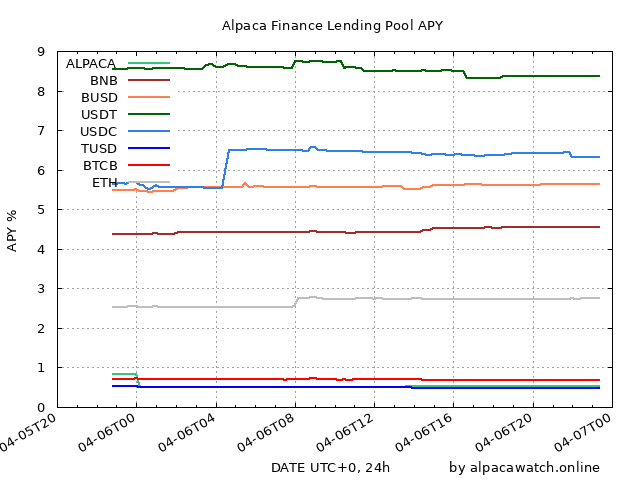 Alpaca Finance Lending Pool APY
9
8
7
6
5
4
3
2
1
0
APY %
ALPACA
BNB
BUSD
USDT
USDC
TUSD
BTCB
ETH
04-05T20
04-06T00
04-06T04
04-06T08
04-06T12
04-06T16
04-06T20
04-07T00
DATE UTC+0, 24h
by alpacawatch.online